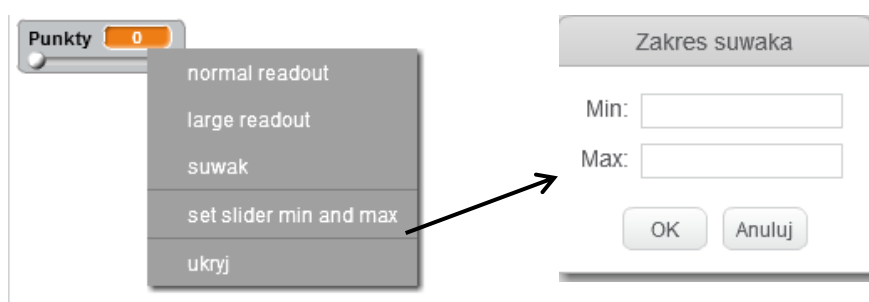 Punkty 0
normal readout
large readout
suwak
set slider min and max
ukryj
Zakres suwaka
Min:
Max:
OK Anuluj